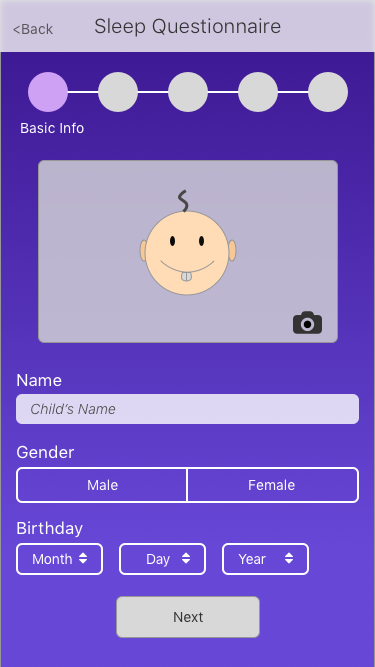 <Back Sleep Questionnaire
Basic Info
Name
Child's Name
Gender
Male Female
Birthday
Month Day Year
Next